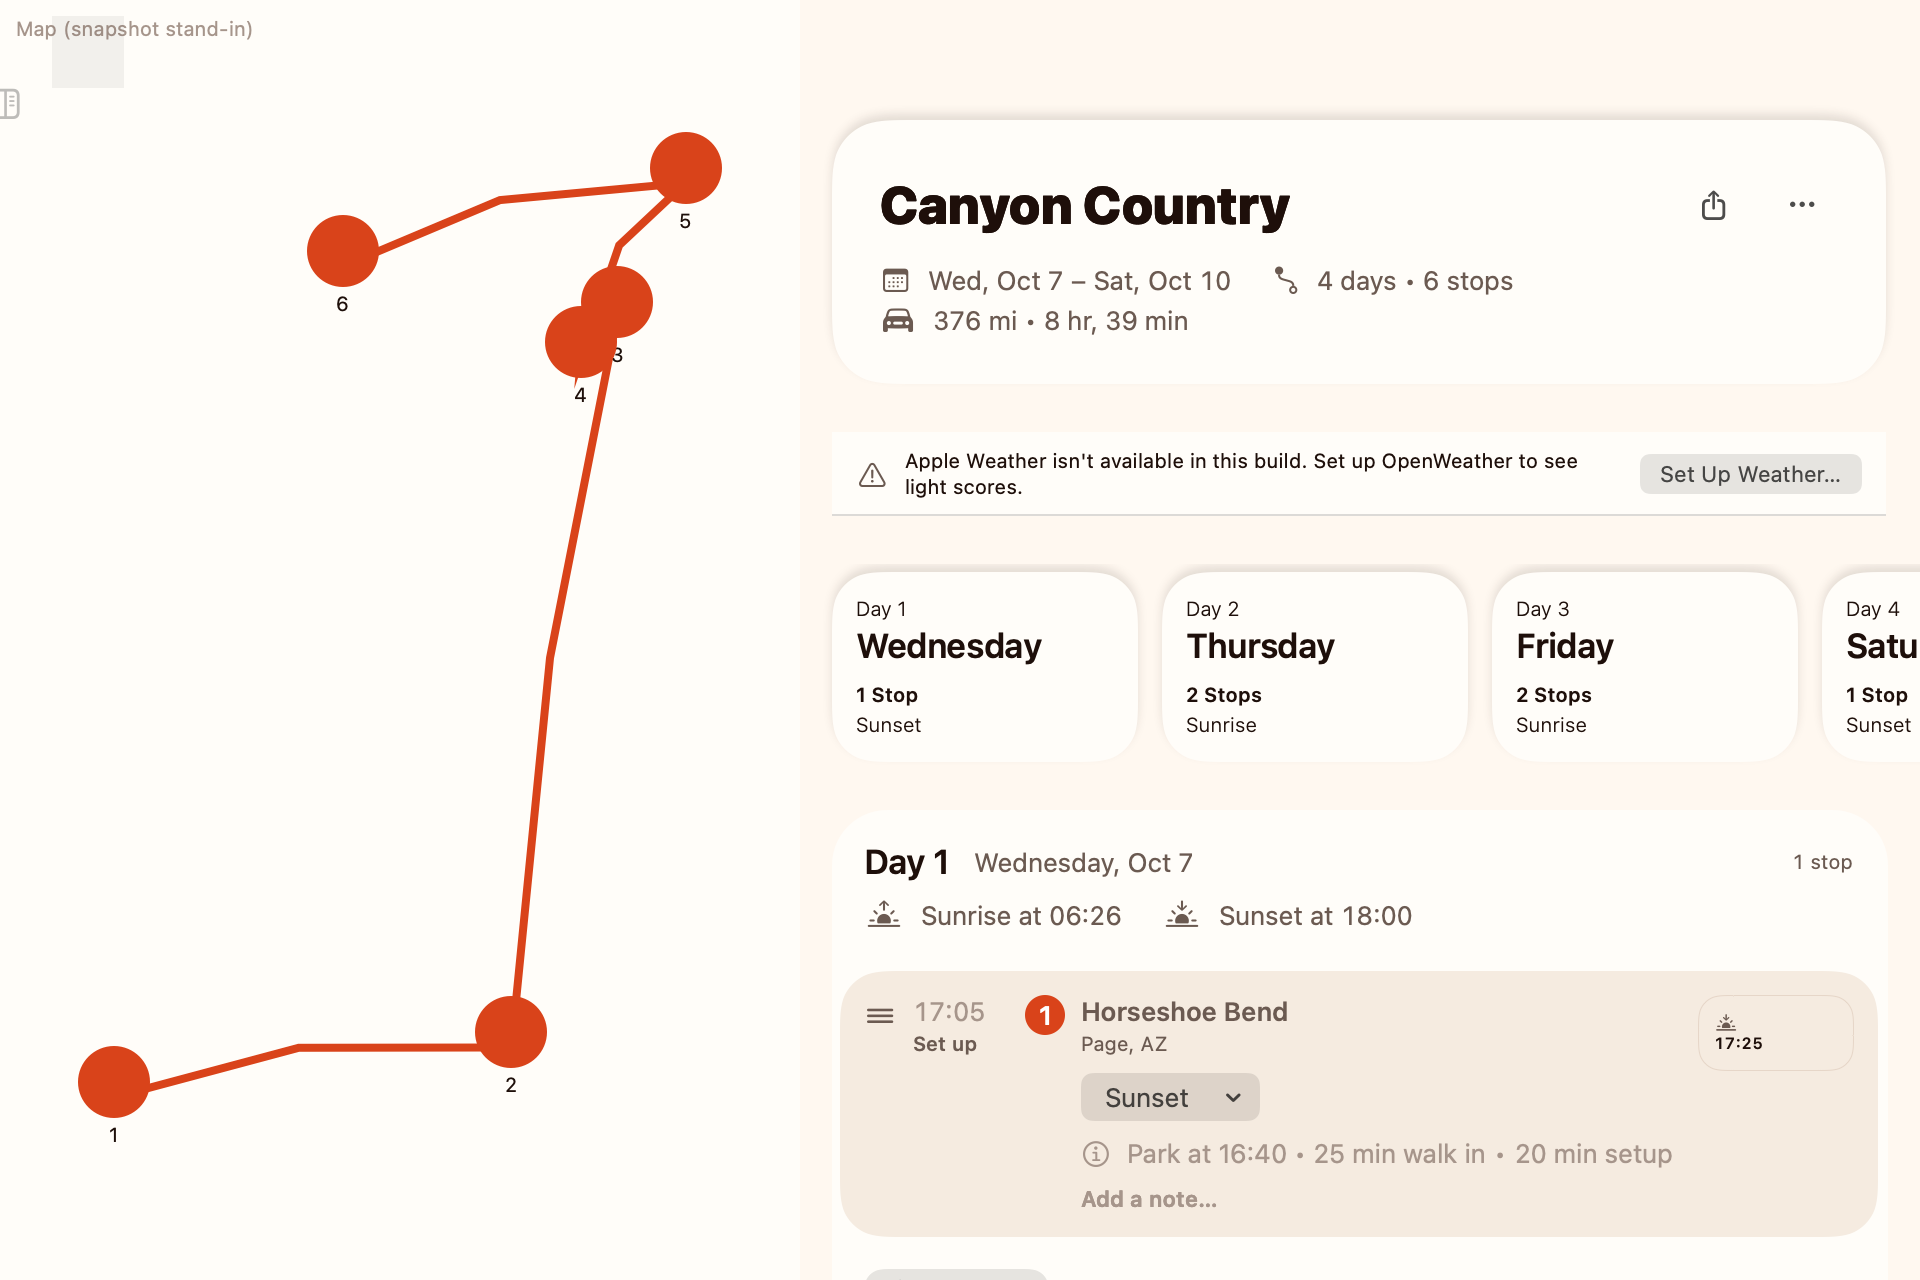 Map (snapshot stand-in)
5
6
3
4
2
1
Canyon Country
Wed, Oct 7 – Sat, Oct 10
4 days • 6 stops
376 mi • 8 hr, 39 min
Apple Weather isn't available in this build. Set up OpenWeather to see
light scores.
Set Up Weather...
Day 1
Wednesday
1 Stop
Sunset
Day 2
Thursday
2 Stops
Sunrise
Day 3
Friday
2 Stops
Sunrise
Day 4
Satu
1 Stop
Sunset
Day 1 Wednesday, Oct 7
1 stop
Sunrise at 06:26
Sunset at 18:00
17:05
Set up
1
Horseshoe Bend
Page, AZ
17:25
Sunset
Park at 16:40 • 25 min walk in • 20 min setup
Add a note...